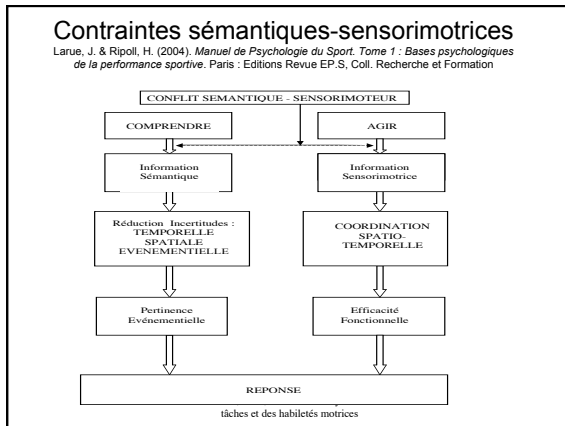 Contraintes sémantiques-sensorimotrices
Larue, J. & Ripoll, H. (2004). Manuel de Psychologie du Sport. Tome 1 : Bases psychologiques
de la performance sportive. Paris : Editions Revue EP.S, Coll. Recherche et Formation
CONFLIT SEMANTIQUE - SENSORIMOTEUR
COMPRENDRE
AGIR
Information
Sémantique
Information
Sensorimotrice
Réduction Incertitudes :
TEMPORELLE
SPATIALE
EVENEMENTIELLE
COORDINATION
SPATIO-
TEMPORELLE
Pertinence
Evénementielle
Efficacité
Fonctionnelle
REPONSE
tâches et des habiletés motrices